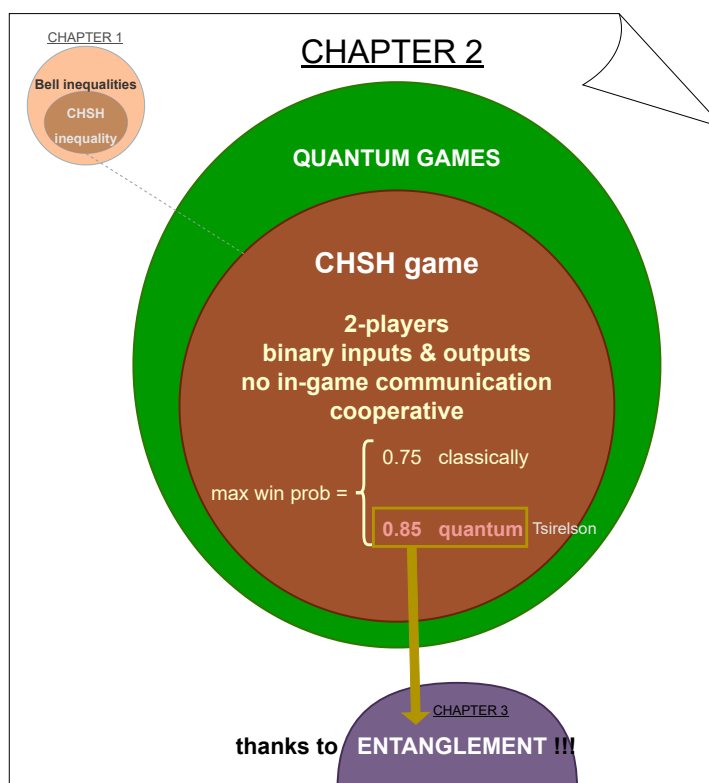 CHAPTER 1
Bell inequalities
CHSH
inequality
CHAPTER 2
QUANTUM GAMES
CHSH game
2-players
binary inputs & outputs
no in-game communication
cooperative
0.75 classically
max win prob =
0.85 quantum Tsirelson
CHAPTER 3
thanks to ENTANGLEMENT !!!